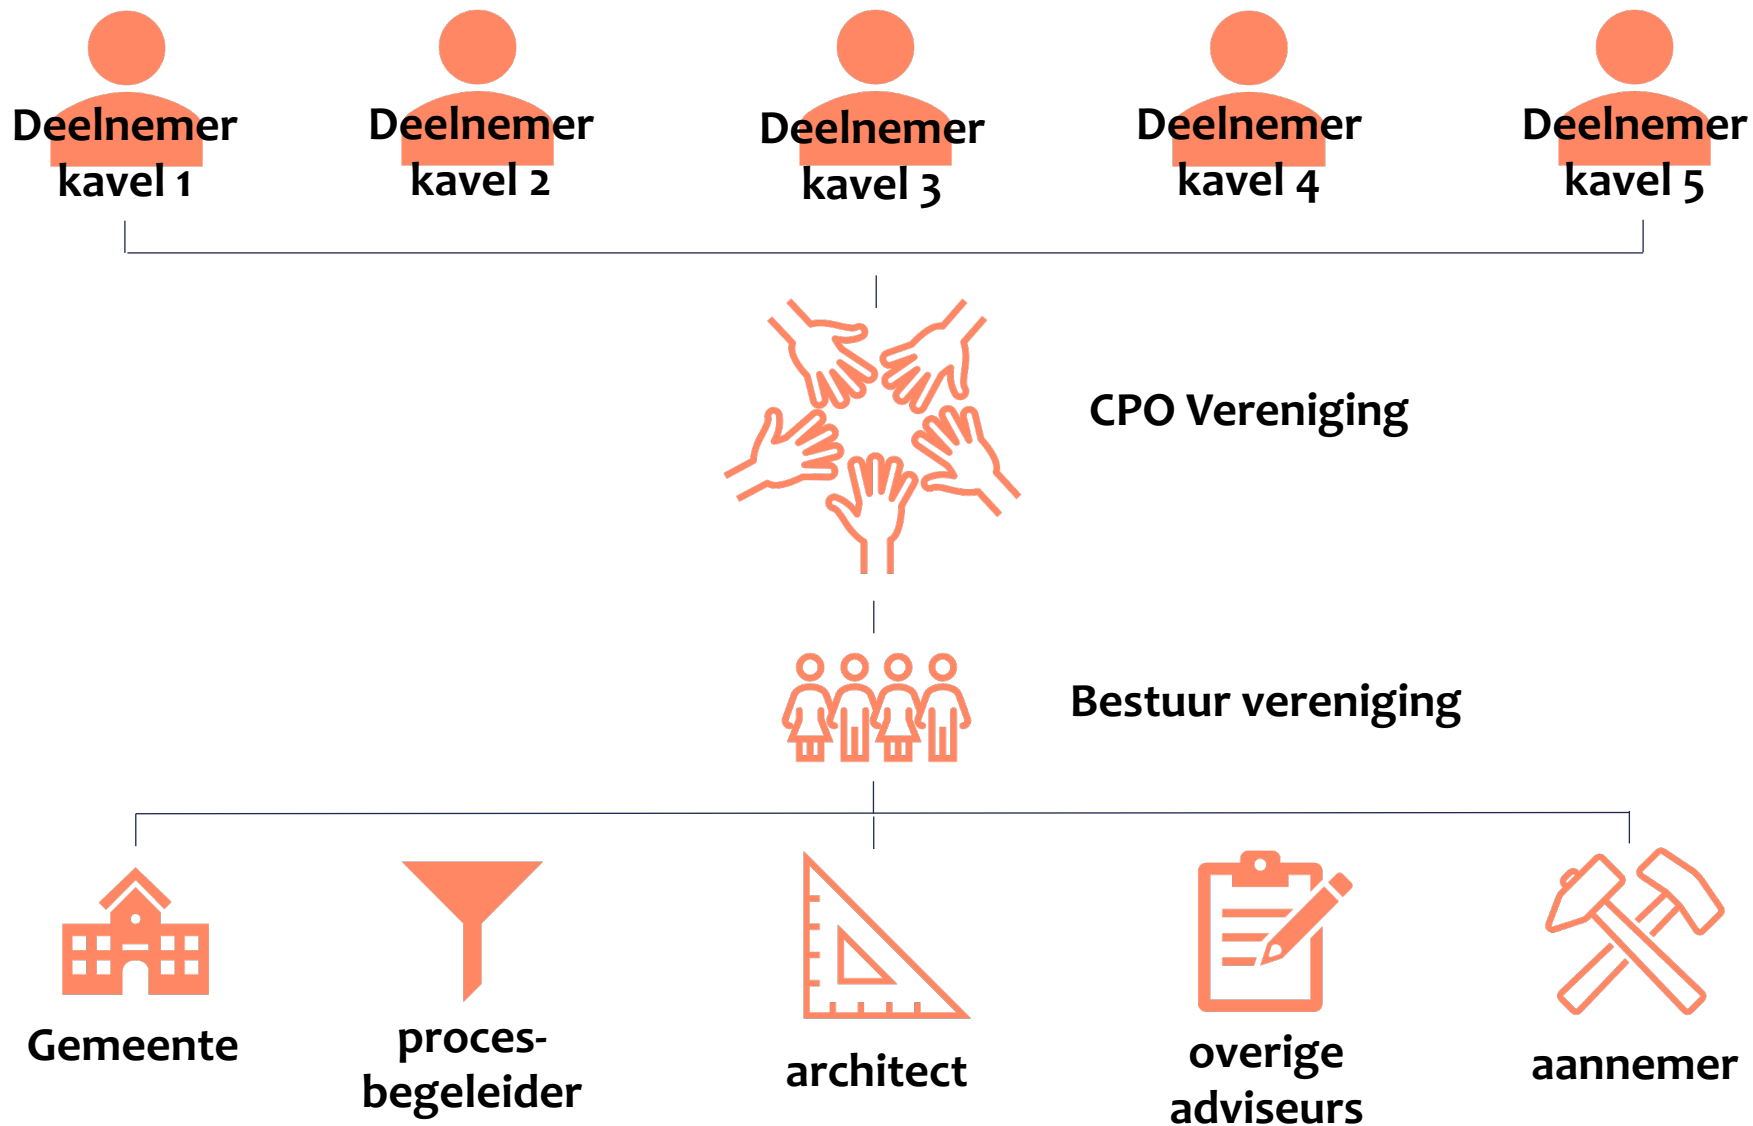 Deelnemer
kavel 1
Deelnemer
kavel 2
Deelnemer
kavel 3
Deelnemer
kavel 4
Deelnemer
kavel 5
CPO Vereniging
Bestuur vereniging
Gemeente
proces-
begeleider
architect
overige
adviseurs
aannemer